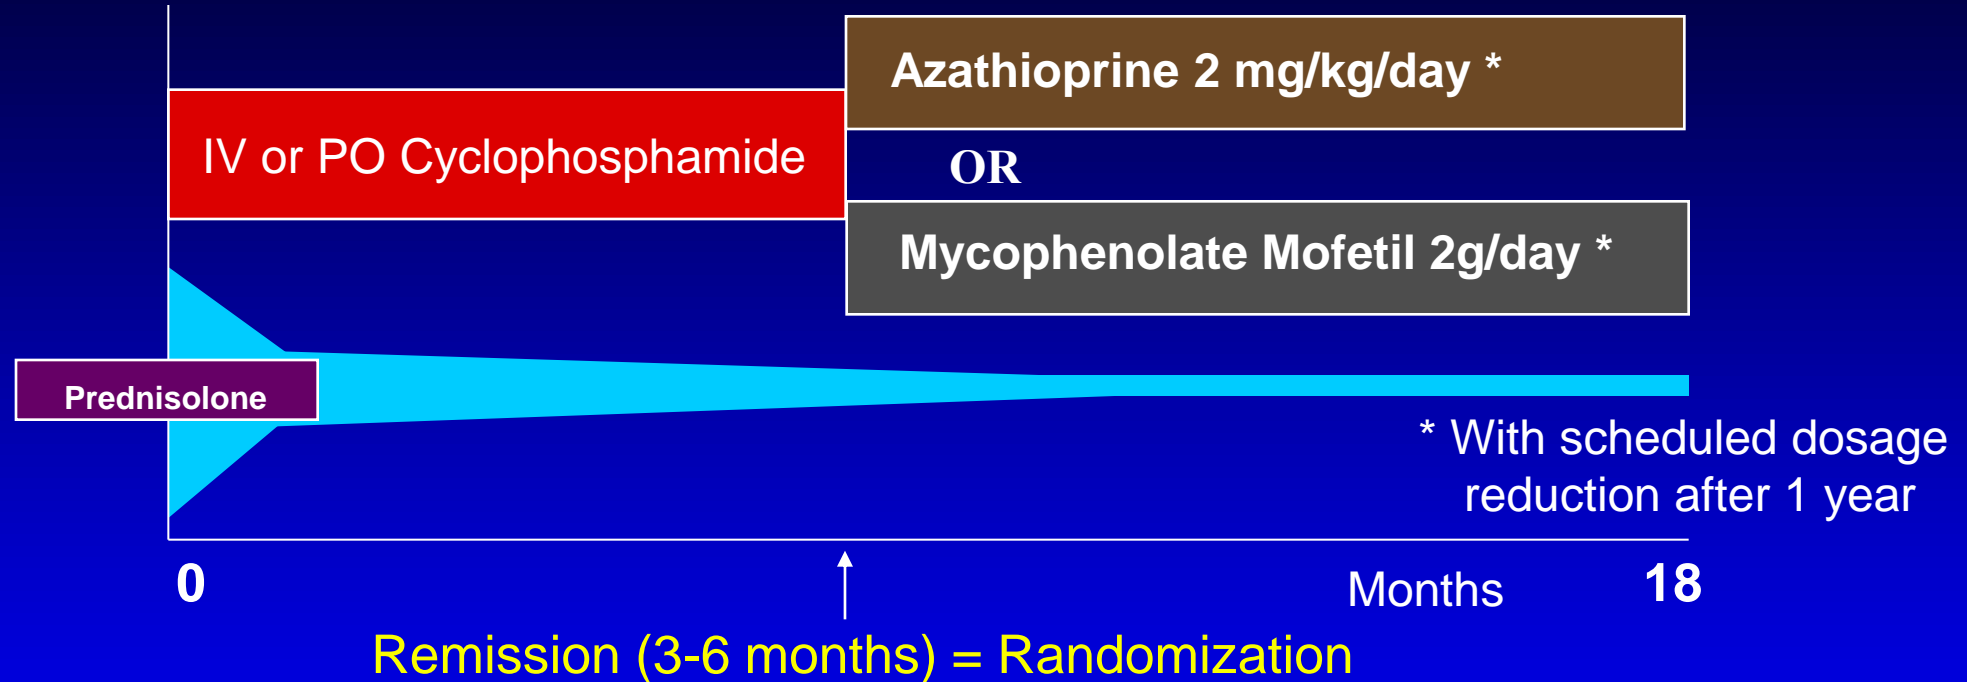 Azathioprine 2 mg/kg/day *
IV or PO Cyclophosphamide
OR
Mycophenolate Mofetil 2g/day *
Prednisolone
* With scheduled dosage
reduction after 1 year
0
Months
18
Remission (3-6 months) = Randomization